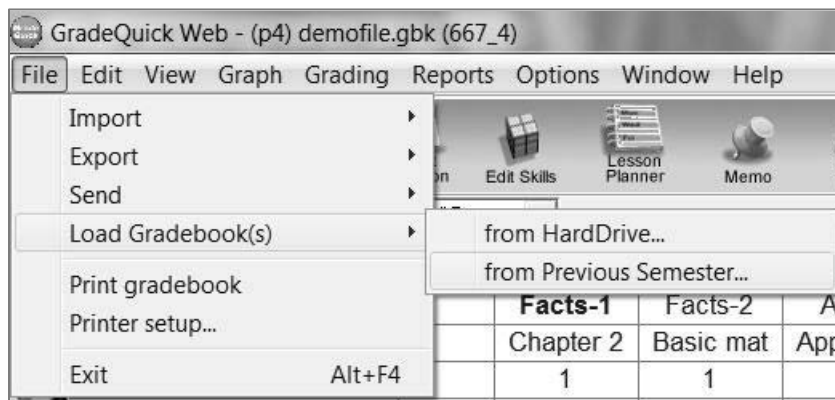 GradeQuick Web - (p4) demofile.gbk (667_4)
File Edit View Graph Grading Reports Options Window Help
Import
Export
Send
Load Gradebook(s)
Print gradebook
Printer setup...
Exit Alt+F4
from HardDrive...
from Previous Semester...
on Edit Skills Lesson Planner Memo
Facts-1 Facts-2 A
Chapter 2 Basic mat App
1 1